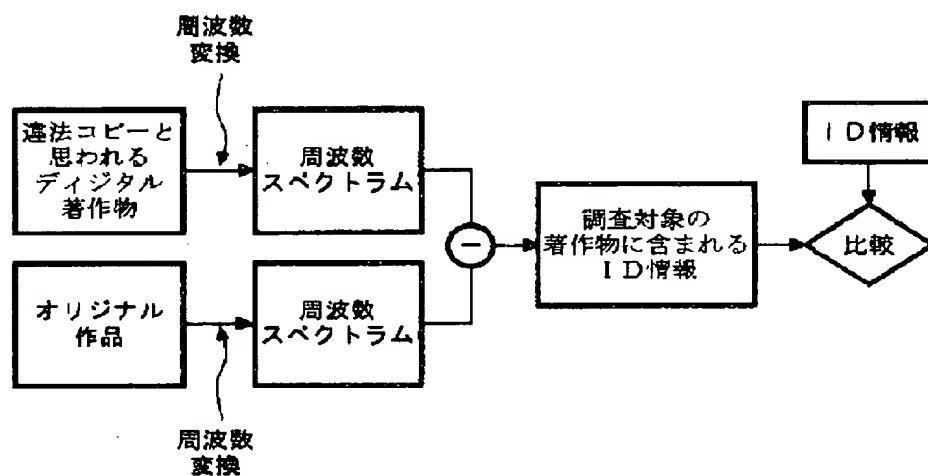 周波数
変換
違法コピーと
思われる
ディジタル
著作物
周波数
スペクトラム
ID情報
調査対象の
著作物に含まれる
ID情報
比較
オリジナル
作品
周波数
スペクトラム
周波数
変換